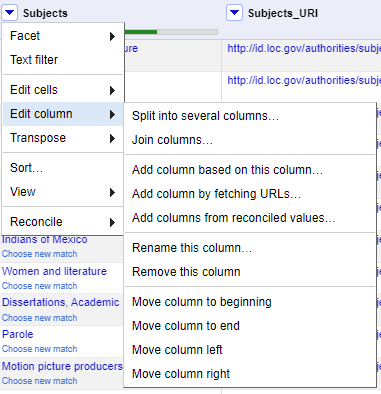 Subjects
Subjects_URI
Facet
ure
http://id.loc.gov/authorities/subje
Text filter
http://id.loc.gov/authorities/subje
Edit cells
Edit column
Split into several columns…
Join columns…
Transpose
Add column based on this column…
Sort…
Add column by fetching URLs…
View
Add columns from reconciled values…
Reconcile
Indians of Mexico
Choose new match
Rename this column…
Women and literature
Remove this column
Choose new match
Dissertations, Academic
Move column to beginning
Choose new match
Move column to end
Parole
Choose new match
Move column left
Motion picture producers
Move column right
Choose new match